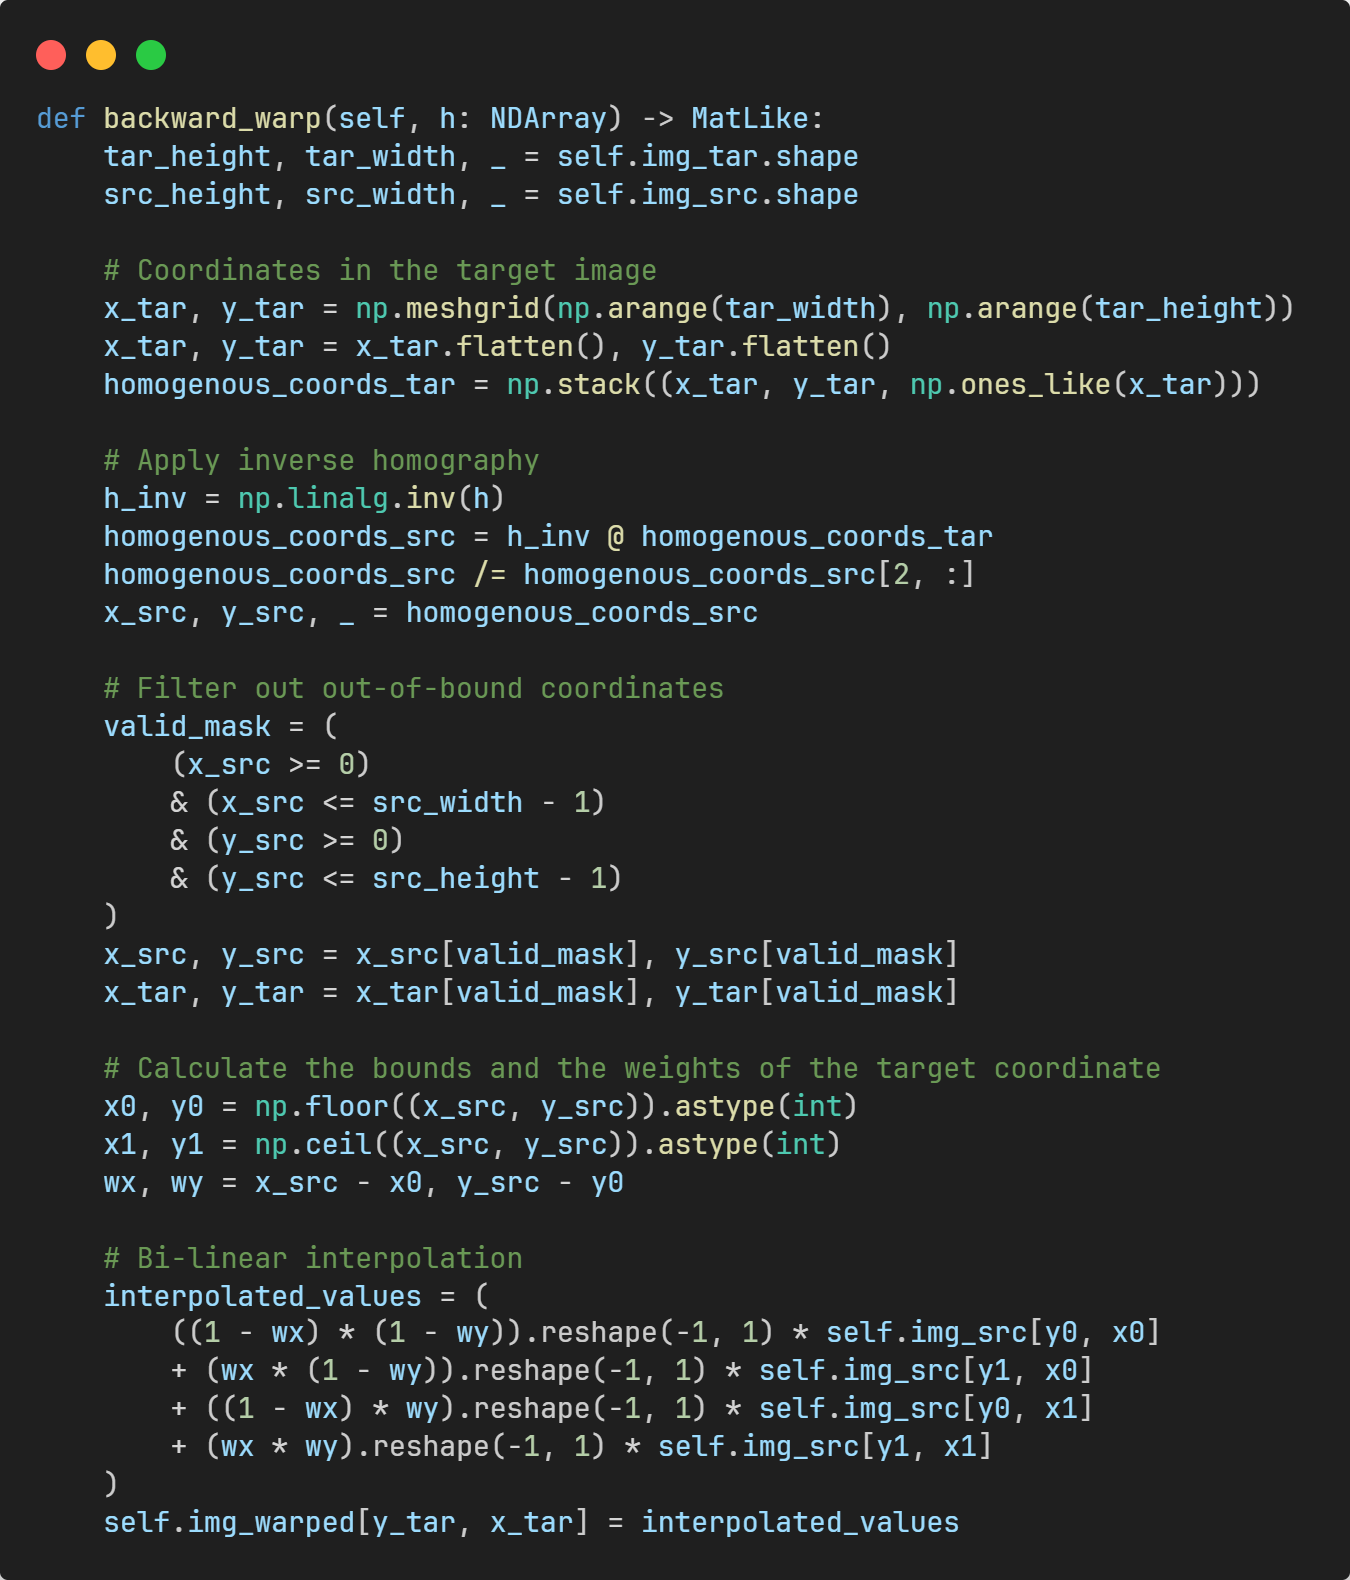 def backward_warp(self, h: NDArray) -> MatLike:
    tar_height, tar_width, _ = self.img_tar.shape
    src_height, src_width, _ = self.img_src.shape

    # Coordinates in the target image
    x_tar, y_tar = np.meshgrid(np.arange(tar_width), np.arange(tar_height))
    x_tar, y_tar = x_tar.flatten(), y_tar.flatten()
    homogenous_coords_tar = np.stack((x_tar, y_tar, np.ones_like(x_tar)))

    # Apply inverse homography
    h_inv = np.linalg.inv(h)
    homogenous_coords_src = h_inv @ homogenous_coords_tar
    homogenous_coords_src /= homogenous_coords_src[2, :]
    x_src, y_src, _ = homogenous_coords_src

    # Filter out out-of-bound coordinates
    valid_mask = (
        (x_src >= 0)
        & (x_src <= src_width - 1)
        & (y_src >= 0)
        & (y_src <= src_height - 1)
    )
    x_src, y_src = x_src[valid_mask], y_src[valid_mask]
    x_tar, y_tar = x_tar[valid_mask], y_tar[valid_mask]

    # Calculate the bounds and the weights of the target coordinate
    x0, y0 = np.floor((x_src, y_src)).astype(int)
    x1, y1 = np.ceil((x_src, y_src)).astype(int)
    wx, wy = x_src - x0, y_src - y0

    # Bi-linear interpolation
    interpolated_values = (
        ((1 - wx) * (1 - wy)).reshape(-1, 1) * self.img_src[y0, x0]
        + (wx * (1 - wy)).reshape(-1, 1) * self.img_src[y1, x0]
        + ((1 - wx) * wy).reshape(-1, 1) * self.img_src[y0, x1]
        + (wx * wy).reshape(-1, 1) * self.img_src[y1, x1]
    )
    self.img_warped[y_tar, x_tar] = interpolated_values